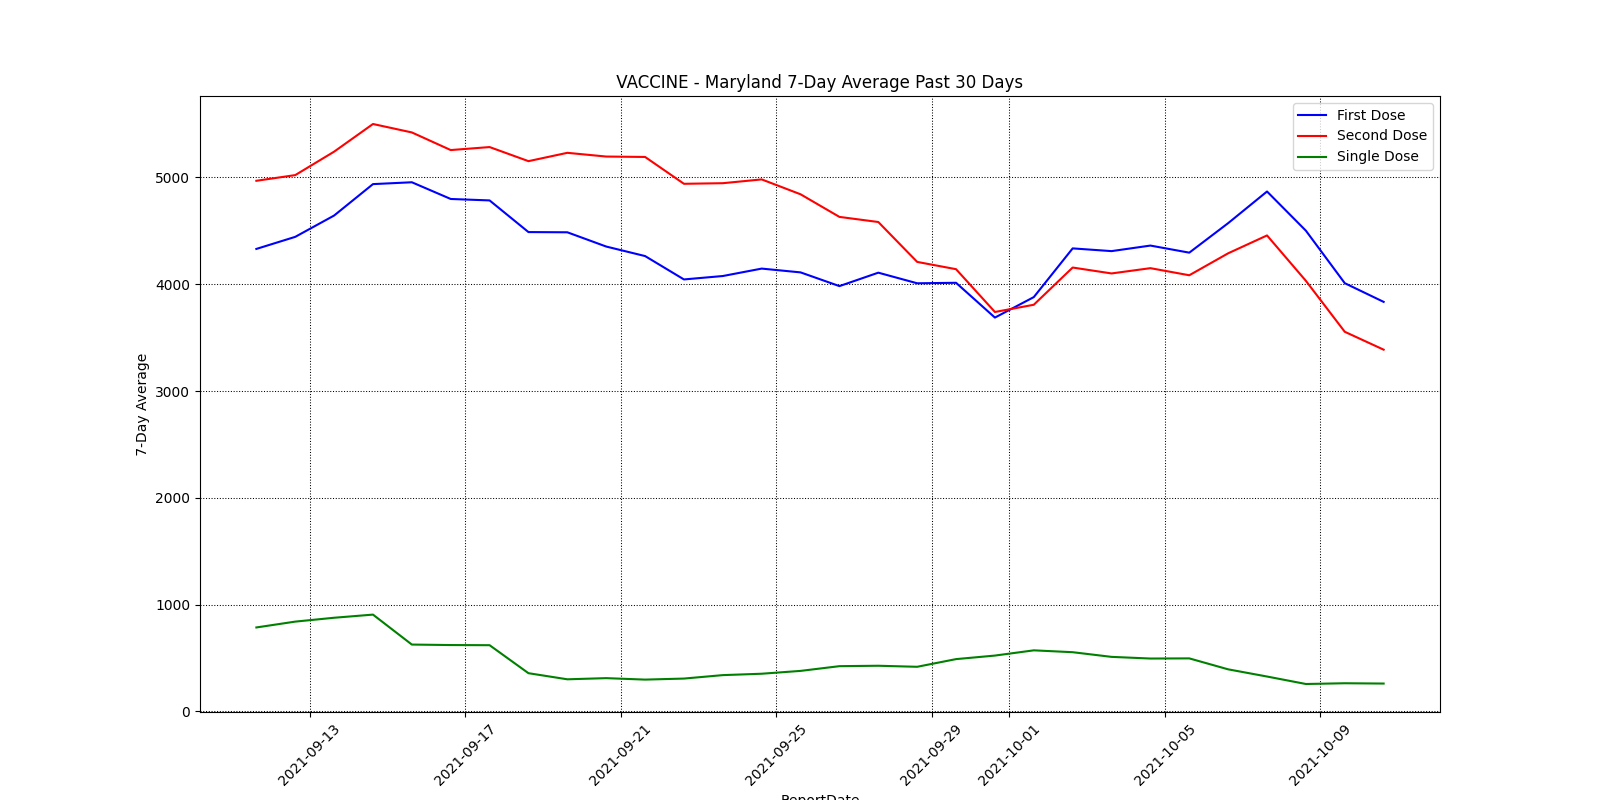 VACCINE - Maryland 7-Day Average Past 30 Days
First Dose
Second Dose
Single Dose
7-Day Average
5000
4000
3000
2000
1000
0
2021-09-13
2021-09-17
2021-09-21
2021-09-25
2021-09-29
2021-10-01
2021-10-05
2021-10-09
ReportDate